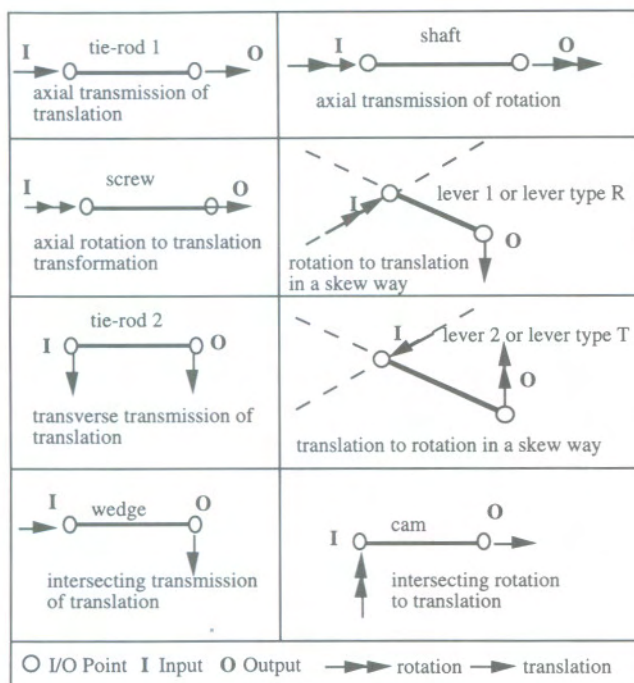 tie-rod 1
I O
axial transmission of
translation
shaft
I O
axial transmission of rotation
screw
I O
axial rotation to translation
transformation
lever 1 or lever type R
I
O
rotation to translation
in a skew way
tie-rod 2
I O
transverse transmission of
translation
I lever 2 or lever type T
O
translation to rotation in a skew way
I wedge O
intersecting transmission
of translation
O
I cam
intersecting rotation
to translation
I/O Point I Input O Output rotation translation